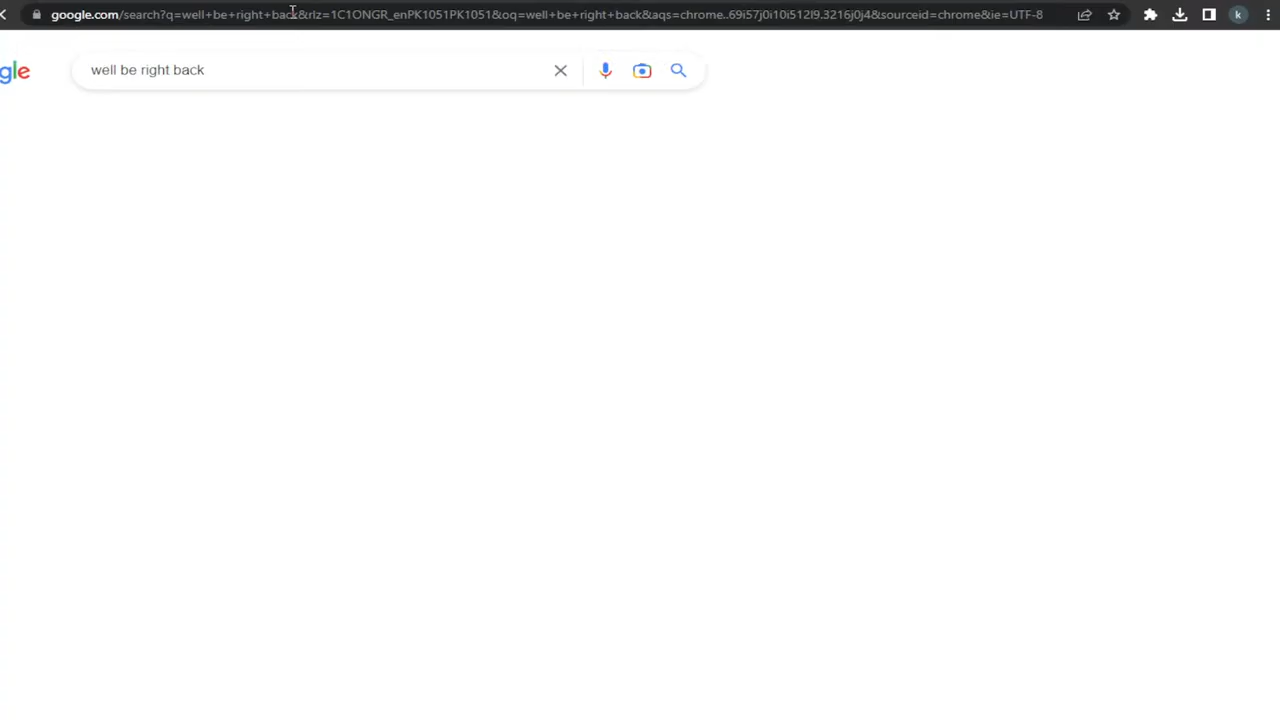 google.com/search?q=well+be+right+back&rlz=1C1ONGR_enPK1051PK1051&oq=well+be+right+back&aqs=chrome..69i57j0i10i512l9.3216j0j4&sourceid=chrome&ie=UTF-8
k
gle
well be right back